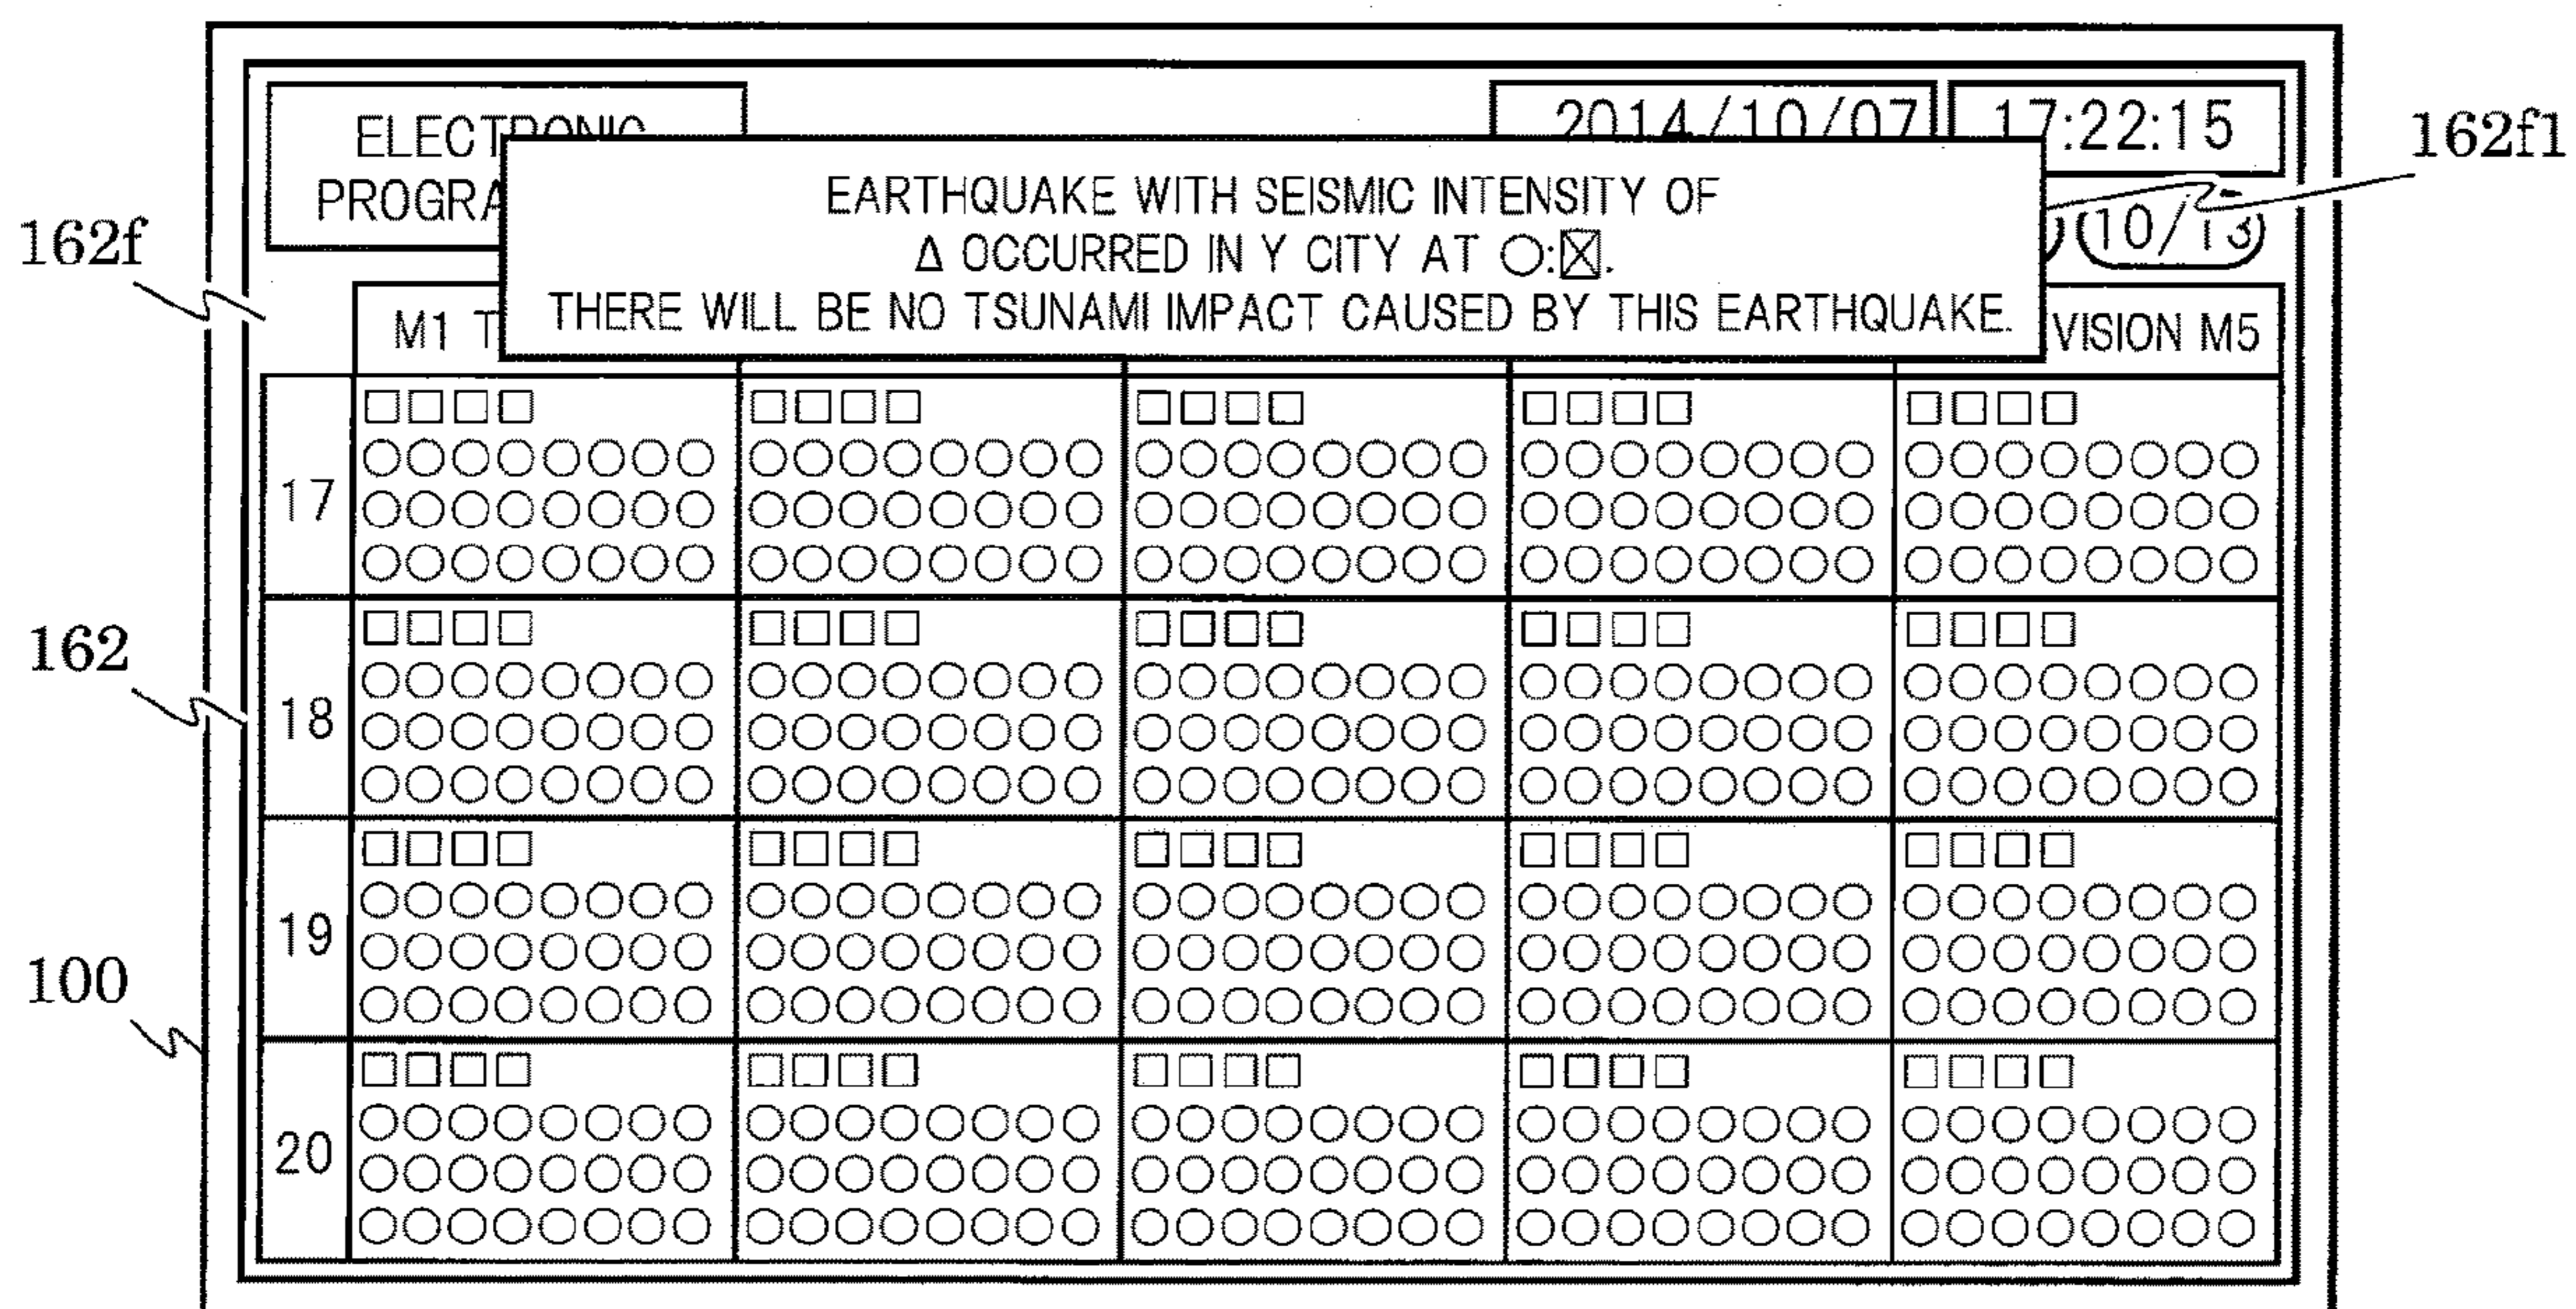 ELECTRONIC
PROGRA
2014/10/07
17:22:15
162f1
EARTHQUAKE WITH SEISMIC INTENSITY OF
Δ OCCURRED IN Y CITY AT ○:☒.
THERE WILL BE NO TSUNAMI IMPACT CAUSED BY THIS EARTHQUAKE.
10/13
162f
M1 T
VISION M5
17
□□□□ □□□□ □□□□ □□□□ □□□□
○○○○○○○○ ○○○○○○○○ ○○○○○○○○ ○○○○○○○○ ○○○○○○○○
○○○○○○○○ ○○○○○○○○ ○○○○○○○○ ○○○○○○○○ ○○○○○○○○
○○○○○○○○ ○○○○○○○○ ○○○○○○○○ ○○○○○○○○ ○○○○○○○○
162
18
□□□□ □□□□ □□□□ □□□□ □□□□
○○○○○○○○ ○○○○○○○○ ○○○○○○○○ ○○○○○○○○ ○○○○○○○○
○○○○○○○○ ○○○○○○○○ ○○○○○○○○ ○○○○○○○○ ○○○○○○○○
○○○○○○○○ ○○○○○○○○ ○○○○○○○○ ○○○○○○○○ ○○○○○○○○
19
□□□□ □□□□ □□□□ □□□□ □□□□
○○○○○○○○ ○○○○○○○○ ○○○○○○○○ ○○○○○○○○ ○○○○○○○○
○○○○○○○○ ○○○○○○○○ ○○○○○○○○ ○○○○○○○○ ○○○○○○○○
○○○○○○○○ ○○○○○○○○ ○○○○○○○○ ○○○○○○○○ ○○○○○○○○
100
20
□□□□ □□□□ □□□□ □□□□ □□□□
○○○○○○○○ ○○○○○○○○ ○○○○○○○○ ○○○○○○○○ ○○○○○○○○
○○○○○○○○ ○○○○○○○○ ○○○○○○○○ ○○○○○○○○ ○○○○○○○○
○○○○○○○○ ○○○○○○○○ ○○○○○○○○ ○○○○○○○○ ○○○○○○○○